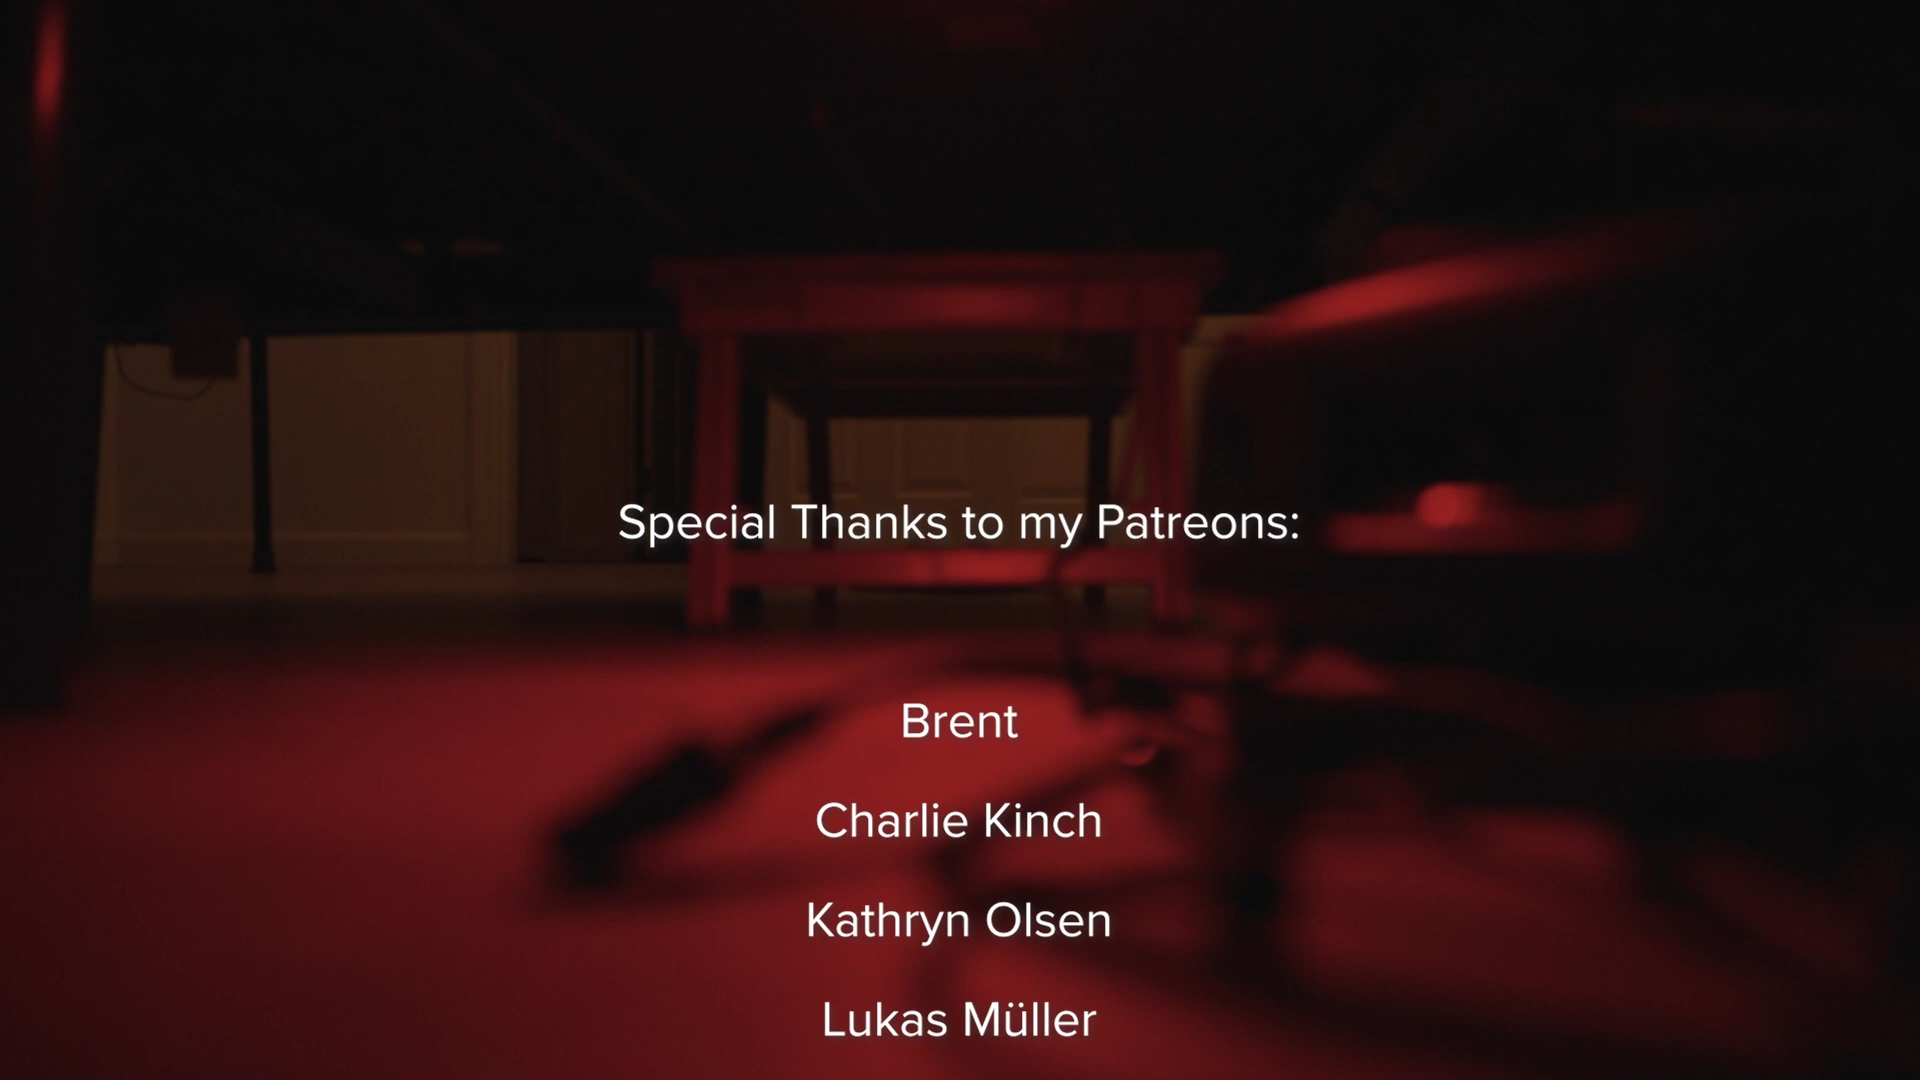 Special Thanks to my Patreons:
Brent
Charlie Kinch
Kathryn Olsen
Lukas Müller